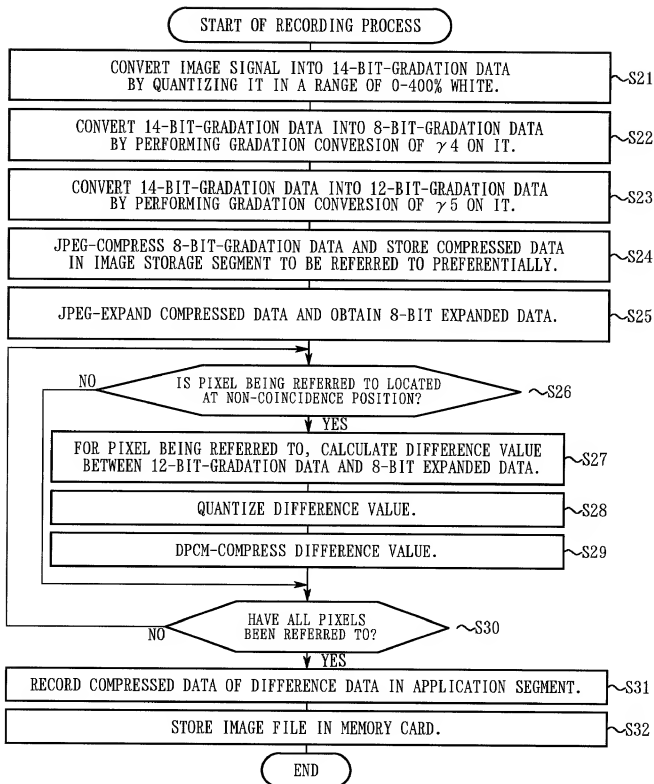 START OF RECORDING PROCESS
CONVERT IMAGE SIGNAL INTO 14-BIT-GRADATION DATA
BY QUANTIZING IT IN A RANGE OF 0-400% WHITE.
S21
CONVERT 14-BIT-GRADATION DATA INTO 8-BIT-GRADATION DATA
BY PERFORMING GRADATION CONVERSION OF γ4 ON IT.
S22
CONVERT 14-BIT-GRADATION DATA INTO 12-BIT-GRADATION DATA
BY PERFORMING GRADATION CONVERSION OF γ5 ON IT.
S23
JPEG-COMPRESS 8-BIT-GRADATION DATA AND STORE COMPRESSED DATA
IN IMAGE STORAGE SEGMENT TO BE REFERRED TO PREFERENTIALLY.
S24
JPEG-EXPAND COMPRESSED DATA AND OBTAIN 8-BIT EXPANDED DATA.
S25
NO
IS PIXEL BEING REFERRED TO LOCATED
AT NON-COINCIDENCE POSITION?
S26
YES
FOR PIXEL BEING REFERRED TO, CALCULATE DIFFERENCE VALUE
BETWEEN 12-BIT-GRADATION DATA AND 8-BIT EXPANDED DATA.
S27
QUANTIZE DIFFERENCE VALUE.
S28
DPCM-COMPRESS DIFFERENCE VALUE.
S29
HAVE ALL PIXELS
BEEN REFERRED TO?
S30
NO
YES
RECORD COMPRESSED DATA OF DIFFERENCE DATA IN APPLICATION SEGMENT.
S31
STORE IMAGE FILE IN MEMORY CARD.
S32
END